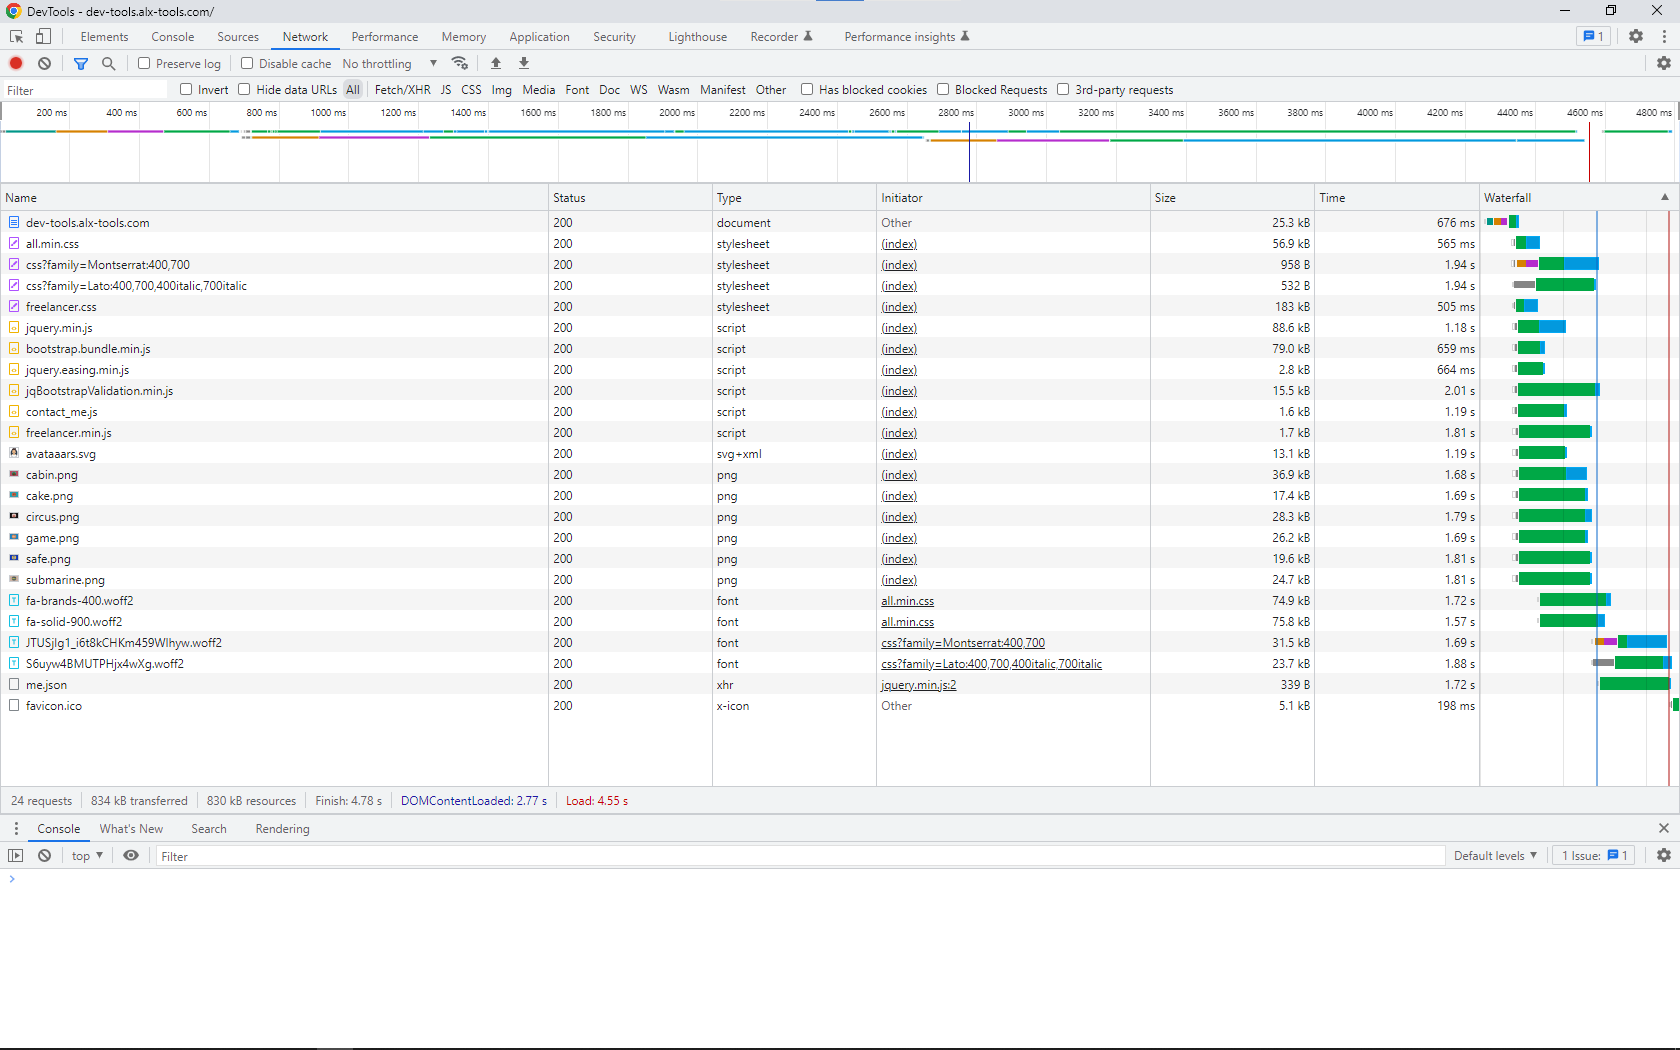 DevTools - dev-tools.alx-tools.com/
Elements Console Sources Network Performance Memory Application Security Lighthouse Recorder Performance insights 1
Preserve log Disable cache No throttling
Filter Invert Hide data URLs All Fetch/XHR JS CSS Img Media Font Doc WS Wasm Manifest Other Has blocked cookies Blocked Requests 3rd-party requests
200 ms 400 ms 600 ms 800 ms 1000 ms 1200 ms 1400 ms 1600 ms 1800 ms 2000 ms 2200 ms 2400 ms 2600 ms 2800 ms 3000 ms 3200 ms 3400 ms 3600 ms 3800 ms 4000 ms 4200 ms 4400 ms 4600 ms 4800 ms
Name Status Type Initiator Size Time Waterfall
dev-tools.alx-tools.com 200 document Other 25.3 kB 676 ms
all.min.css 200 stylesheet (index) 56.9 kB 565 ms
css?family=Montserrat:400,700 200 stylesheet (index) 958 B 1.94 s
css?family=Lato:400,700,400italic,700italic 200 stylesheet (index) 532 B 1.94 s
freelancer.css 200 stylesheet (index) 183 kB 505 ms
jquery.min.js 200 script (index) 88.6 kB 1.18 s
bootstrap.bundle.min.js 200 script (index) 79.0 kB 659 ms
jquery.easing.min.js 200 script (index) 2.8 kB 664 ms
jqBootstrapValidation.min.js 200 script (index) 15.5 kB 2.01 s
contact_me.js 200 script (index) 1.6 kB 1.19 s
freelancer.min.js 200 script (index) 1.7 kB 1.81 s
avataaars.svg 200 svg+xml (index) 13.1 kB 1.19 s
cabin.png 200 png (index) 36.9 kB 1.68 s
cake.png 200 png (index) 17.4 kB 1.69 s
circus.png 200 png (index) 28.3 kB 1.79 s
game.png 200 png (index) 26.2 kB 1.69 s
safe.png 200 png (index) 19.6 kB 1.81 s
submarine.png 200 png (index) 24.7 kB 1.81 s
fa-brands-400.woff2 200 font all.min.css 74.9 kB 1.72 s
fa-solid-900.woff2 200 font all.min.css 75.8 kB 1.57 s
JTUSjIg1_i6t8kCHKm459Wlhyw.woff2 200 font css?family=Montserrat:400,700 31.5 kB 1.69 s
S6uyw4BMUTPHjx4wXg.woff2 200 font css?family=Lato:400,700,400italic,700italic 23.7 kB 1.88 s
me.json 200 xhr jquery.min.js:2 339 B 1.72 s
favicon.ico 200 x-icon Other 5.1 kB 198 ms
24 requests 834 kB transferred 830 kB resources Finish: 4.78 s DOMContentLoaded: 2.77 s Load: 4.55 s
Console What's New Search Rendering
top Filter Default levels 1 Issue: 1